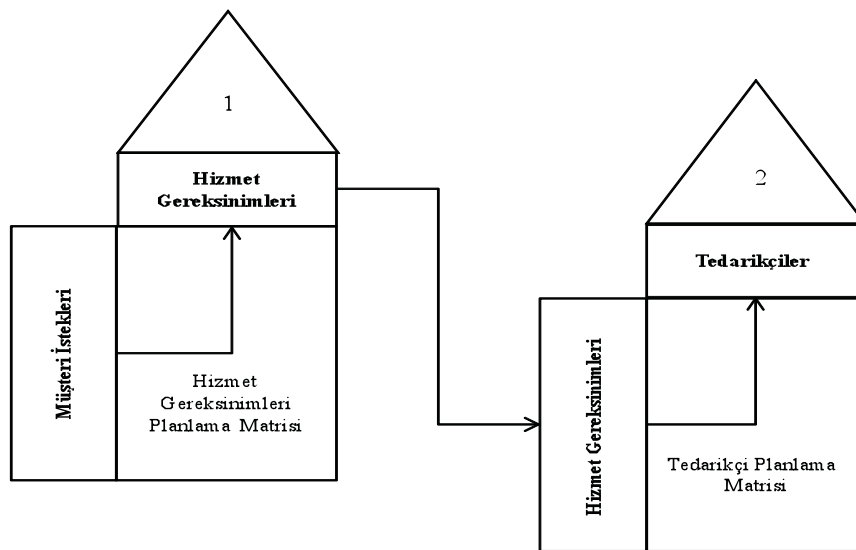 1
Hizmet
Gereksinimleri
Müşteri İstekleri
Hizmet
Gereksinimleri
Planlama Matrisi
2
Tedarikçiler
Hizmet Gereksinimleri
Tedarikçi Planlama
Matrisi